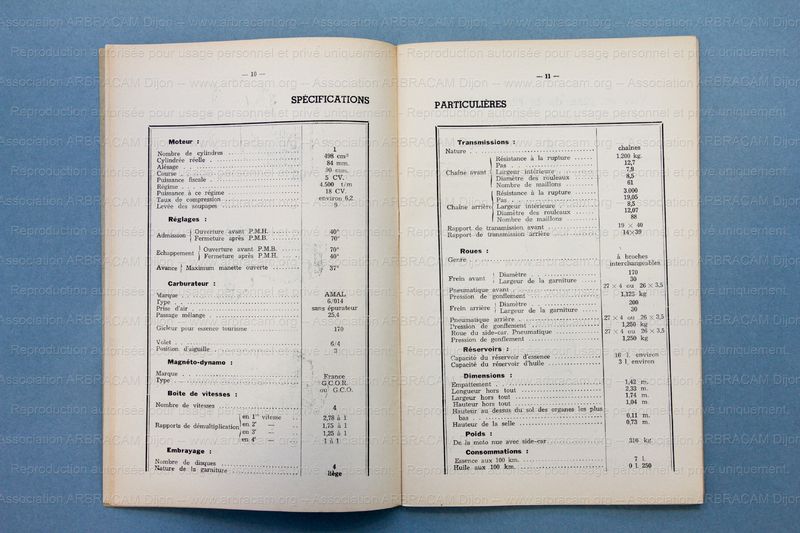 — 10 —
SPÉCIFICATIONS
Moteur :
Nombre de cylindres 1
Cylindrée réelle 498 cm³
Alésage 84 mm.
Course 90 mm.
Puissance fiscale 5 CV.
Régime 4.500 t/m
Puissance à ce régime 18 CV.
Taux de compression environ 6,2
Levée des soupapes 9
Réglages :
Admission Ouverture avant P.M.H. 40°
Fermeture après P.M.B. 70°
Echappement Ouverture avant P.M.B. 70°
Fermeture après P.M.H. 40°
Avance Maximum manette ouverte 37°
Carburateur :
Marque AMAL
Type 6/014
Prise d'air sans épurateur
Passage mélange 25,4
Gicleur pour essence tourisme 170
Volet 6/4
Position d'aiguille 3
Magnéto-dynamo :
Marque France
Type G.C.O.R.
ou G.C.O.
Boîte de vitesses :
Nombre de vitesses 4
Rapports de démultiplication en 1re vitesse 2,78 à 1
en 2e — 1,75 à 1
en 3e — 1,25 à 1
en 4e — 1 à 1
Embrayage :
Nombre de disques 4
Nature de la garniture liège
— 11 —
PARTICULIÈRES
Transmissions :
Nature chaînes
Chaîne avant Résistance à la rupture 1.200 kg.
Pas 12,7
Largeur intérieure 7,9
Diamètre des rouleaux 8,5
Nombre de maillons 61
Chaîne arrière Résistance à la rupture 3.000
Pas 19,05
Largeur intérieure 8,5
Diamètre des rouleaux 12,07
Nombre de maillons 88
Rapport de transmission avant 19 × 40
Rapport de transmission arrière 14×39
Roues :
Genre à broches
interchangeables
Frein avant Diamètre 170
Largeur de la garniture 30
Pneumatique avant 27 × 4 ou 26 × 3,5
Pression de gonflement 1,125 kg
Frein arrière Diamètre 200
Largeur de la garniture 30
Pneumatique arrière 27 × 4 ou 26 × 3,5
Pression de gonflement 1,250 kg
Roue du side-car. Pneumatique 27 × 4 ou 26 × 3,5
Pression de gonflement 1,250 kg
Réservoirs :
Capacité du réservoir d'essence 16 l. environ
Capacité du réservoir d'huile 3 l. environ
Dimensions :
Empattement 1,42 m.
Longueur hors tout 2,33 m.
Largeur hors tout 1,74 m.
Hauteur hors tout 1,04 m.
Hauteur au dessus du sol des organes les plus
bas 0,11 m.
Hauteur de la selle 0,73 m.
Poids :
De la moto nue avec side-car 316 kg
Consommations :
Essence aux 100 km. 7 l.
Huile aux 100 km. 0 l. 250
Association ARBRACAM Dijon -- www.arbracam.org -- Association ARBRACAM Dijon
Reproduction autorisée pour usage personnel et privé uniquement.